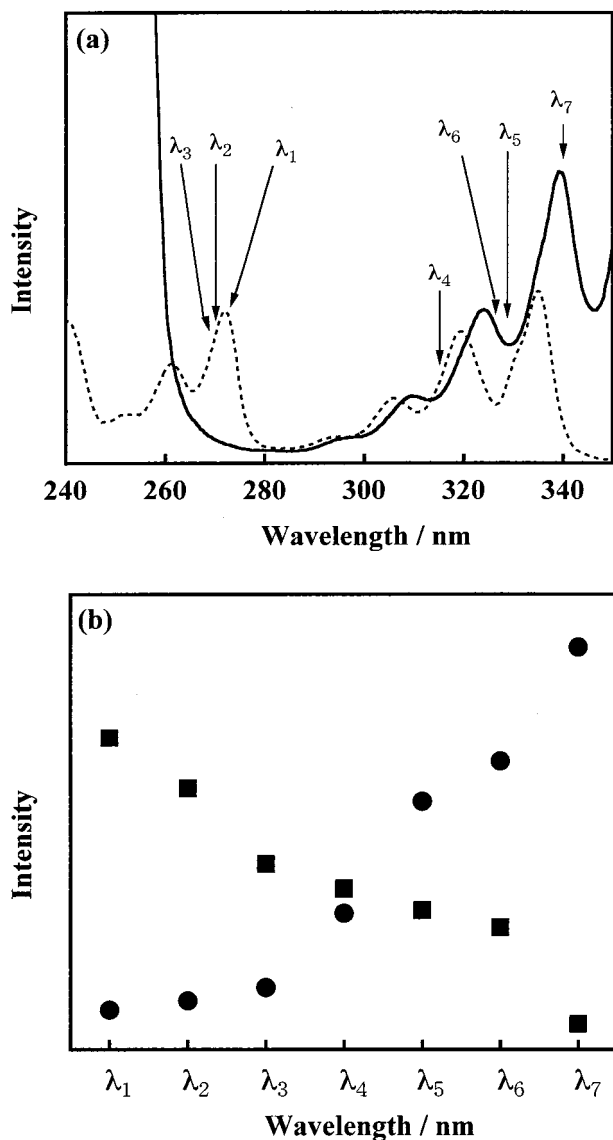 (a)
λ3
λ2
λ1
λ4
λ6
λ5
λ7
Intensity
240
260
280
300
320
340
Wavelength / nm
(b)
Intensity
λ1
λ2
λ3
λ4
λ5
λ6
λ7
Wavelength / nm